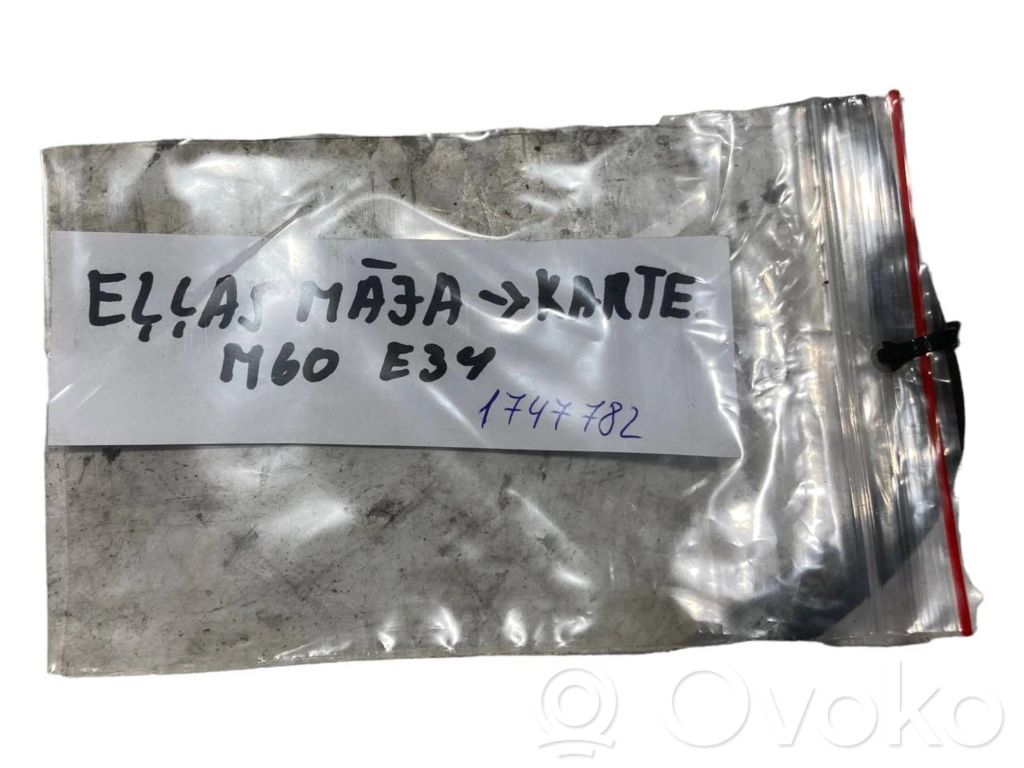 EĻĻAS MĀJA → KARTE.
M60 E34
1747782
Ovoko